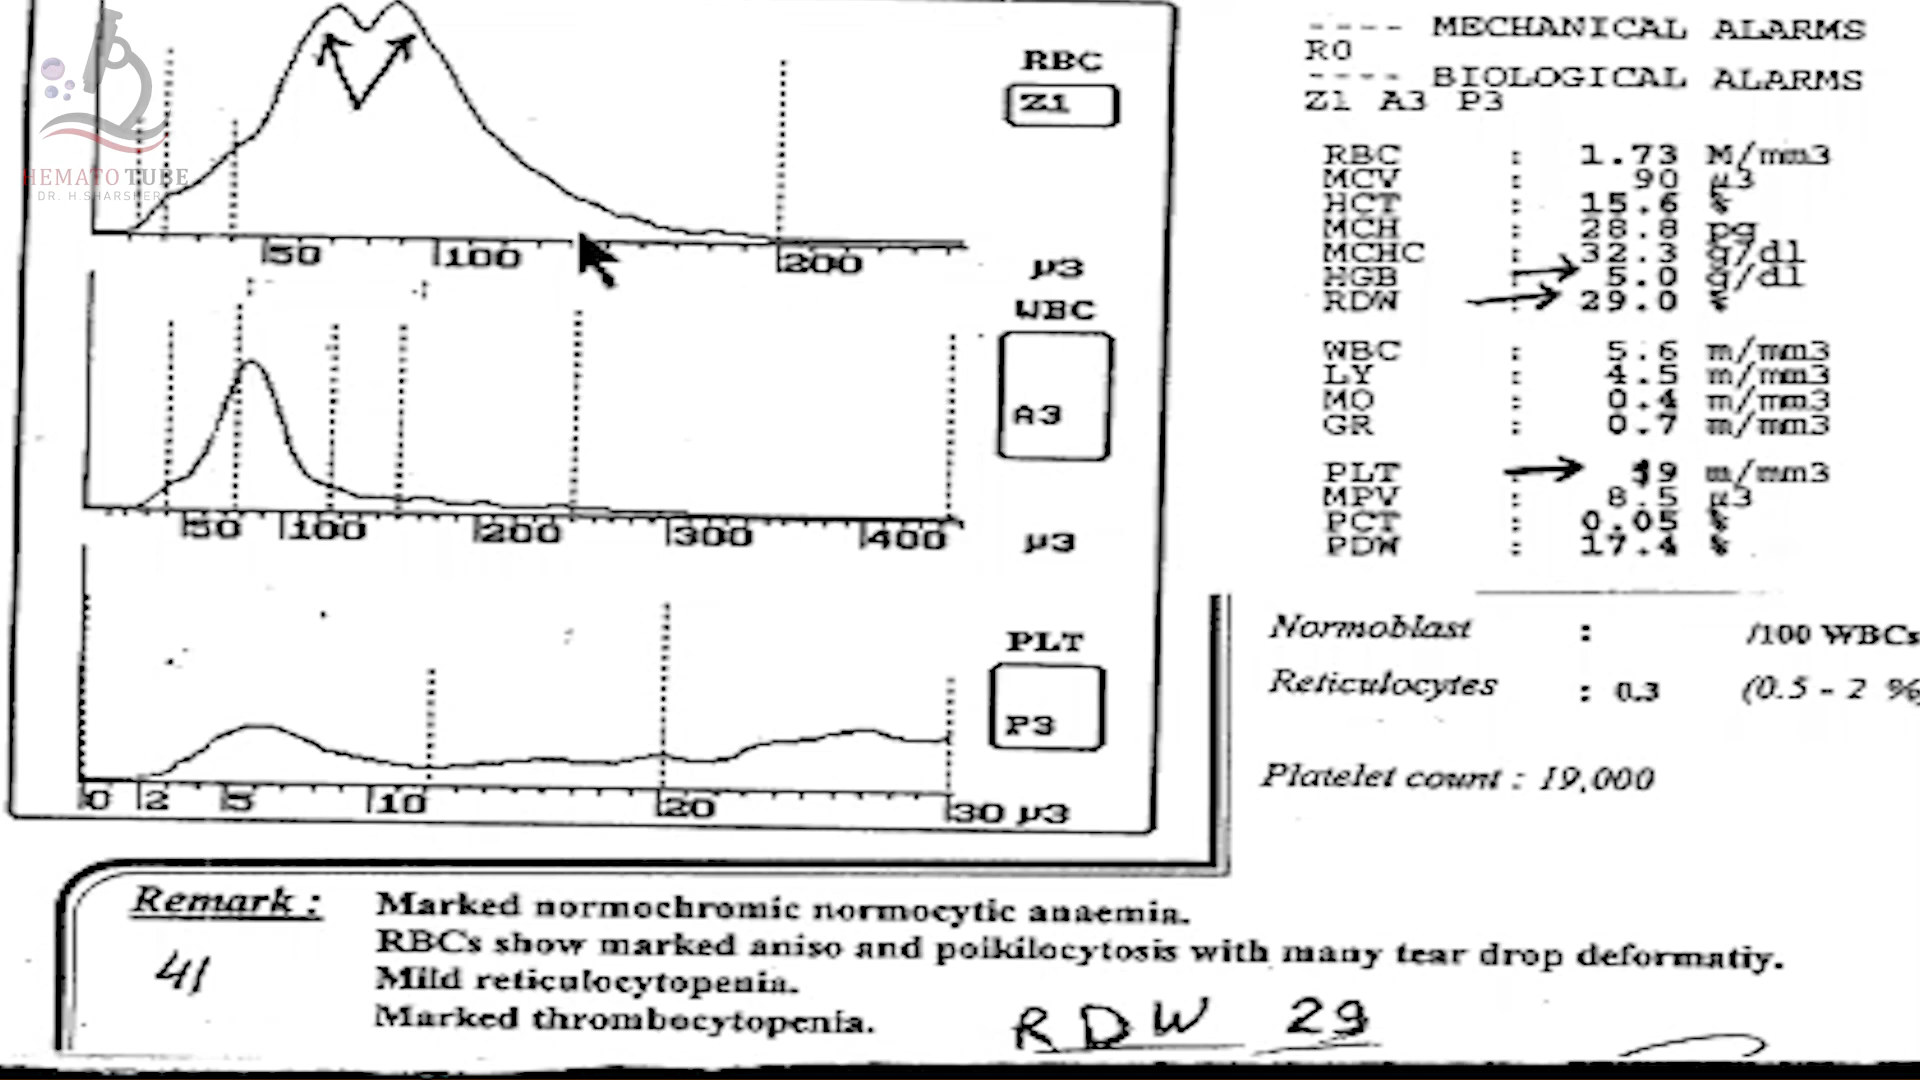 HEMATO TUBE
DR. H.SHARSHER
RBC
Z1
50 100 200 µ3
WBC
A3
50 100 200 300 400 µ3
PLT
P3
0 2 5 10 20 30 µ3
---- MECHANICAL ALARMS
R0
---- BIOLOGICAL ALARMS
Z1 A3 P3
RBC : 1.73 M/mm3
MCV : 90 µ3
HCT : 15.6 %
MCH : 28.8 pg
MCHC : 32.3 g/dl
HGB : 5.0 g/dl
RDW : 29.0 %
WBC : 5.6 m/mm3
LY : 4.5 m/mm3
MO : 0.4 m/mm3
GR : 0.7 m/mm3
PLT : m/mm3
MPV : 8.5 µ3
PCT : 0.05 %
PDW : 17.4 %
Normoblast : /100 WBCs
Reticulocytes : 0.3 (0.5 - 2 %
Platelet count : 19,000
Remark :
41
Marked normochromic normocytic anaemia.
RBCs show marked aniso and poikilocytosis with many tear drop deformatiy.
Mild reticulocytopenia.
Marked thrombocytopenia.
RDW 29